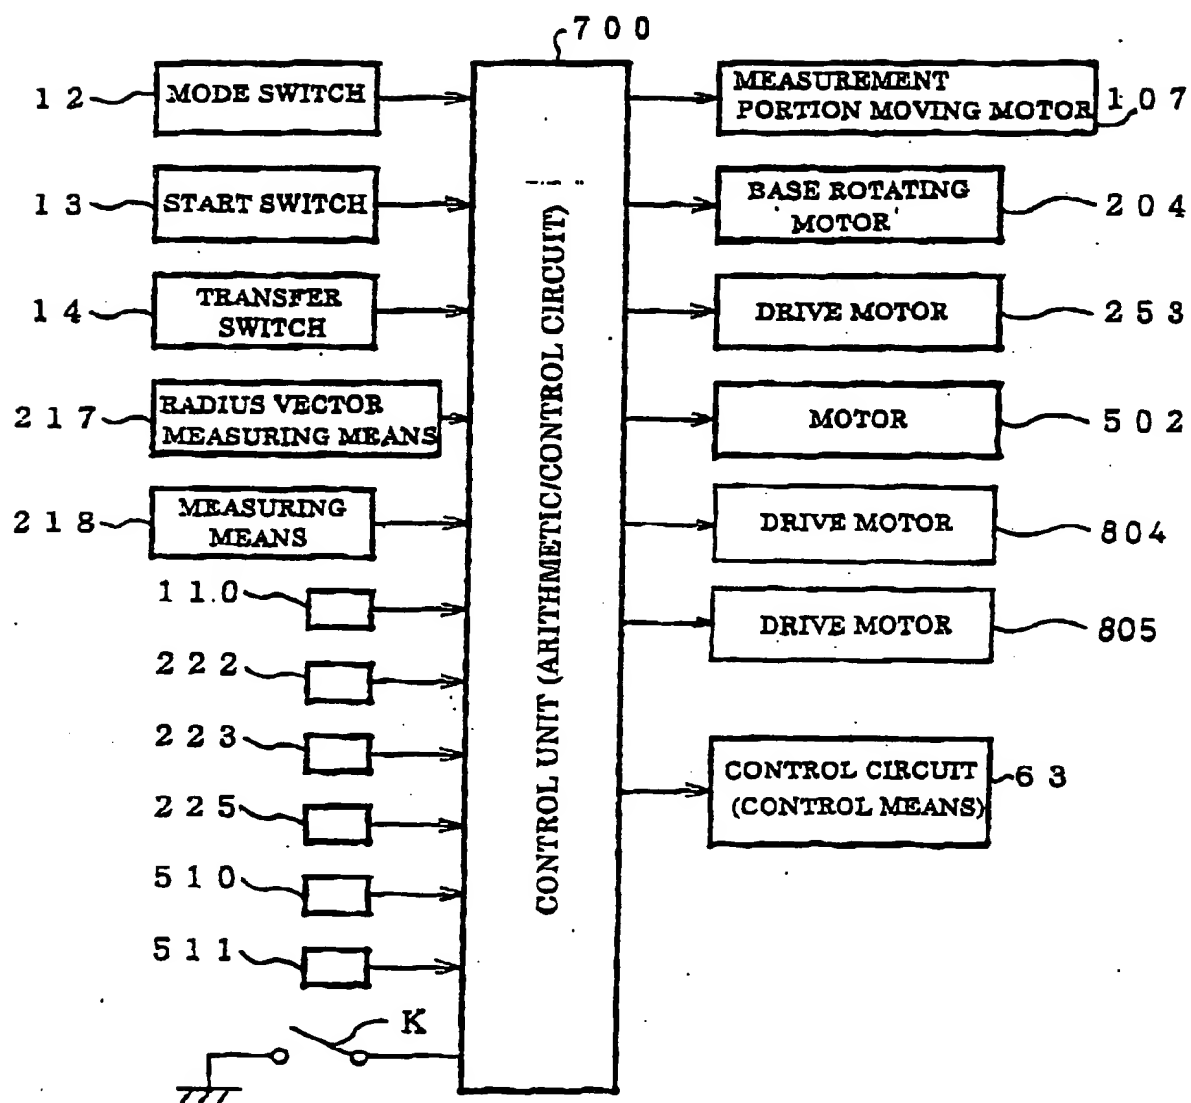 700
12
MODE SWITCH
13
START SWITCH
14
TRANSFER
SWITCH
217
RADIUS VECTOR
MEASURING MEANS
218
MEASURING
MEANS
110
222
223
225
510
511
K
CONTROL UNIT (ARITHMETIC/CONTROL CIRCUIT)
MEASUREMENT
PORTION MOVING MOTOR
107
BASE ROTATING
MOTOR
204
DRIVE MOTOR
253
MOTOR
502
DRIVE MOTOR
804
DRIVE MOTOR
805
CONTROL CIRCUIT
(CONTROL MEANS)
63